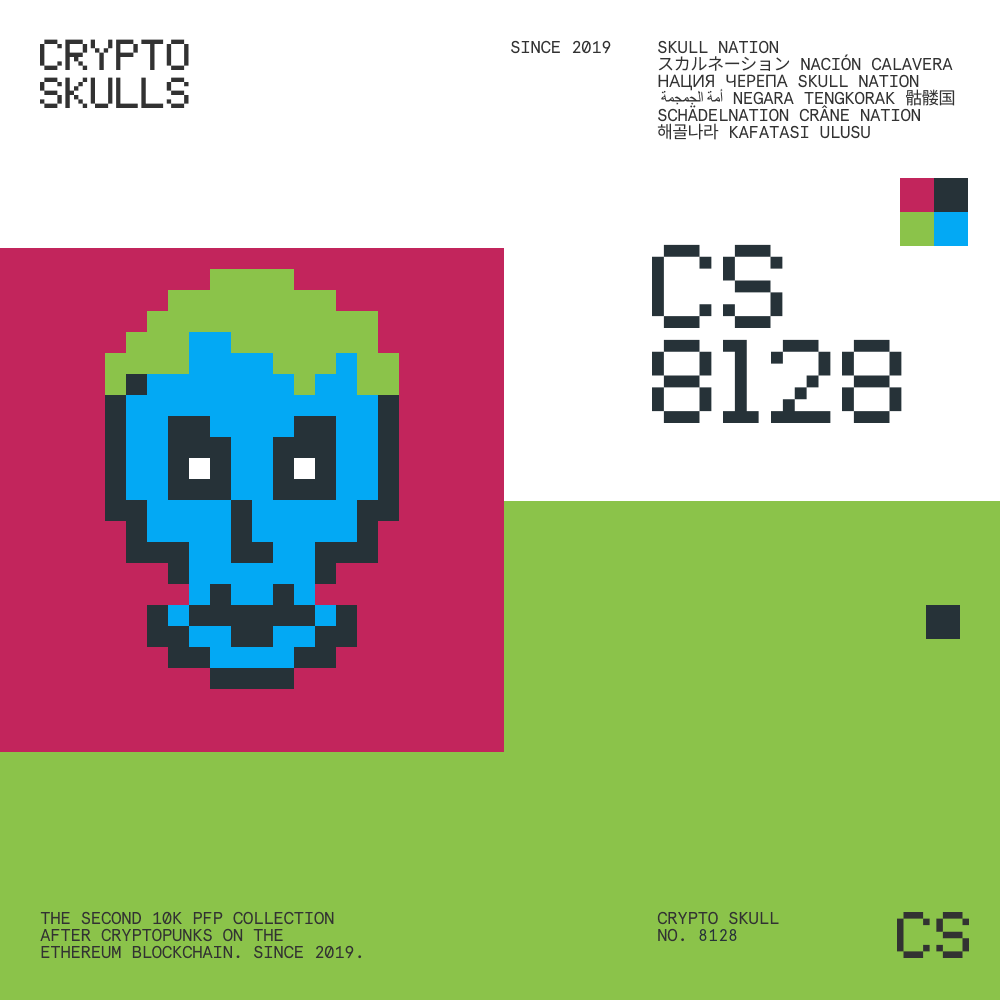 CRYPTO
SKULLS
SINCE 2019
SKULL NATION
スカルネーション NACIÓN CALAVERA
НАЦИЯ ЧЕРЕПА SKULL NATION
أمة الجمجمة NEGARA TENGKORAK 骷髅国
SCHÄDELNATION CRÂNE NATION
해골나라 KAFATASI ULUSU
CS
8128
THE SECOND 10K PFP COLLECTION
AFTER CRYPTOPUNKS ON THE
ETHEREUM BLOCKCHAIN. SINCE 2019.
CRYPTO SKULL
NO. 8128
CS